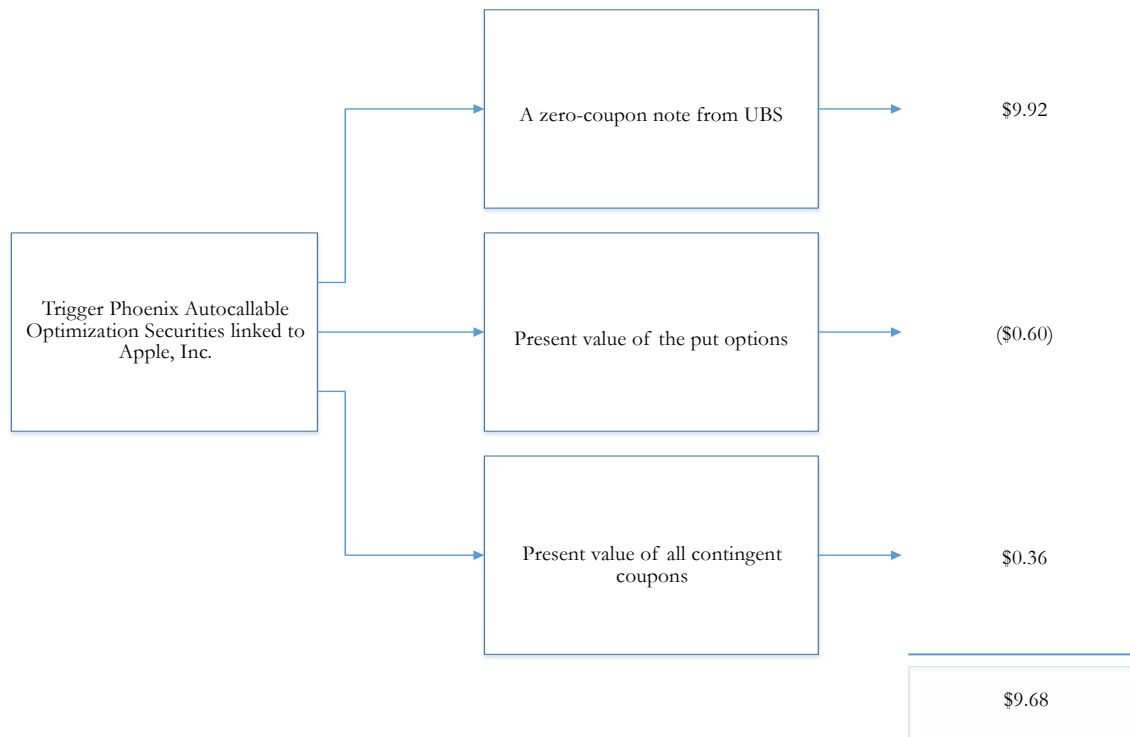 A zero-coupon note from UBS
$9.92
Trigger Phoenix Autocallable
Optimization Securities linked to
Apple, Inc.
Present value of the put options
($0.60)
Present value of all contingent
coupons
$0.36
$9.68